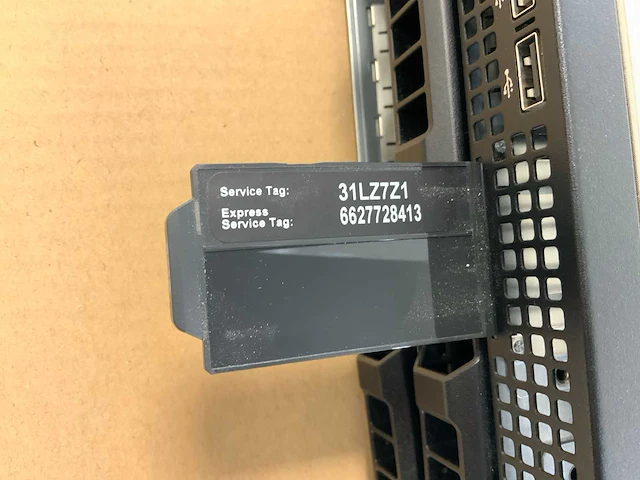 Service Tag: 31LZ7Z1
Express
Service Tag: 6627728413